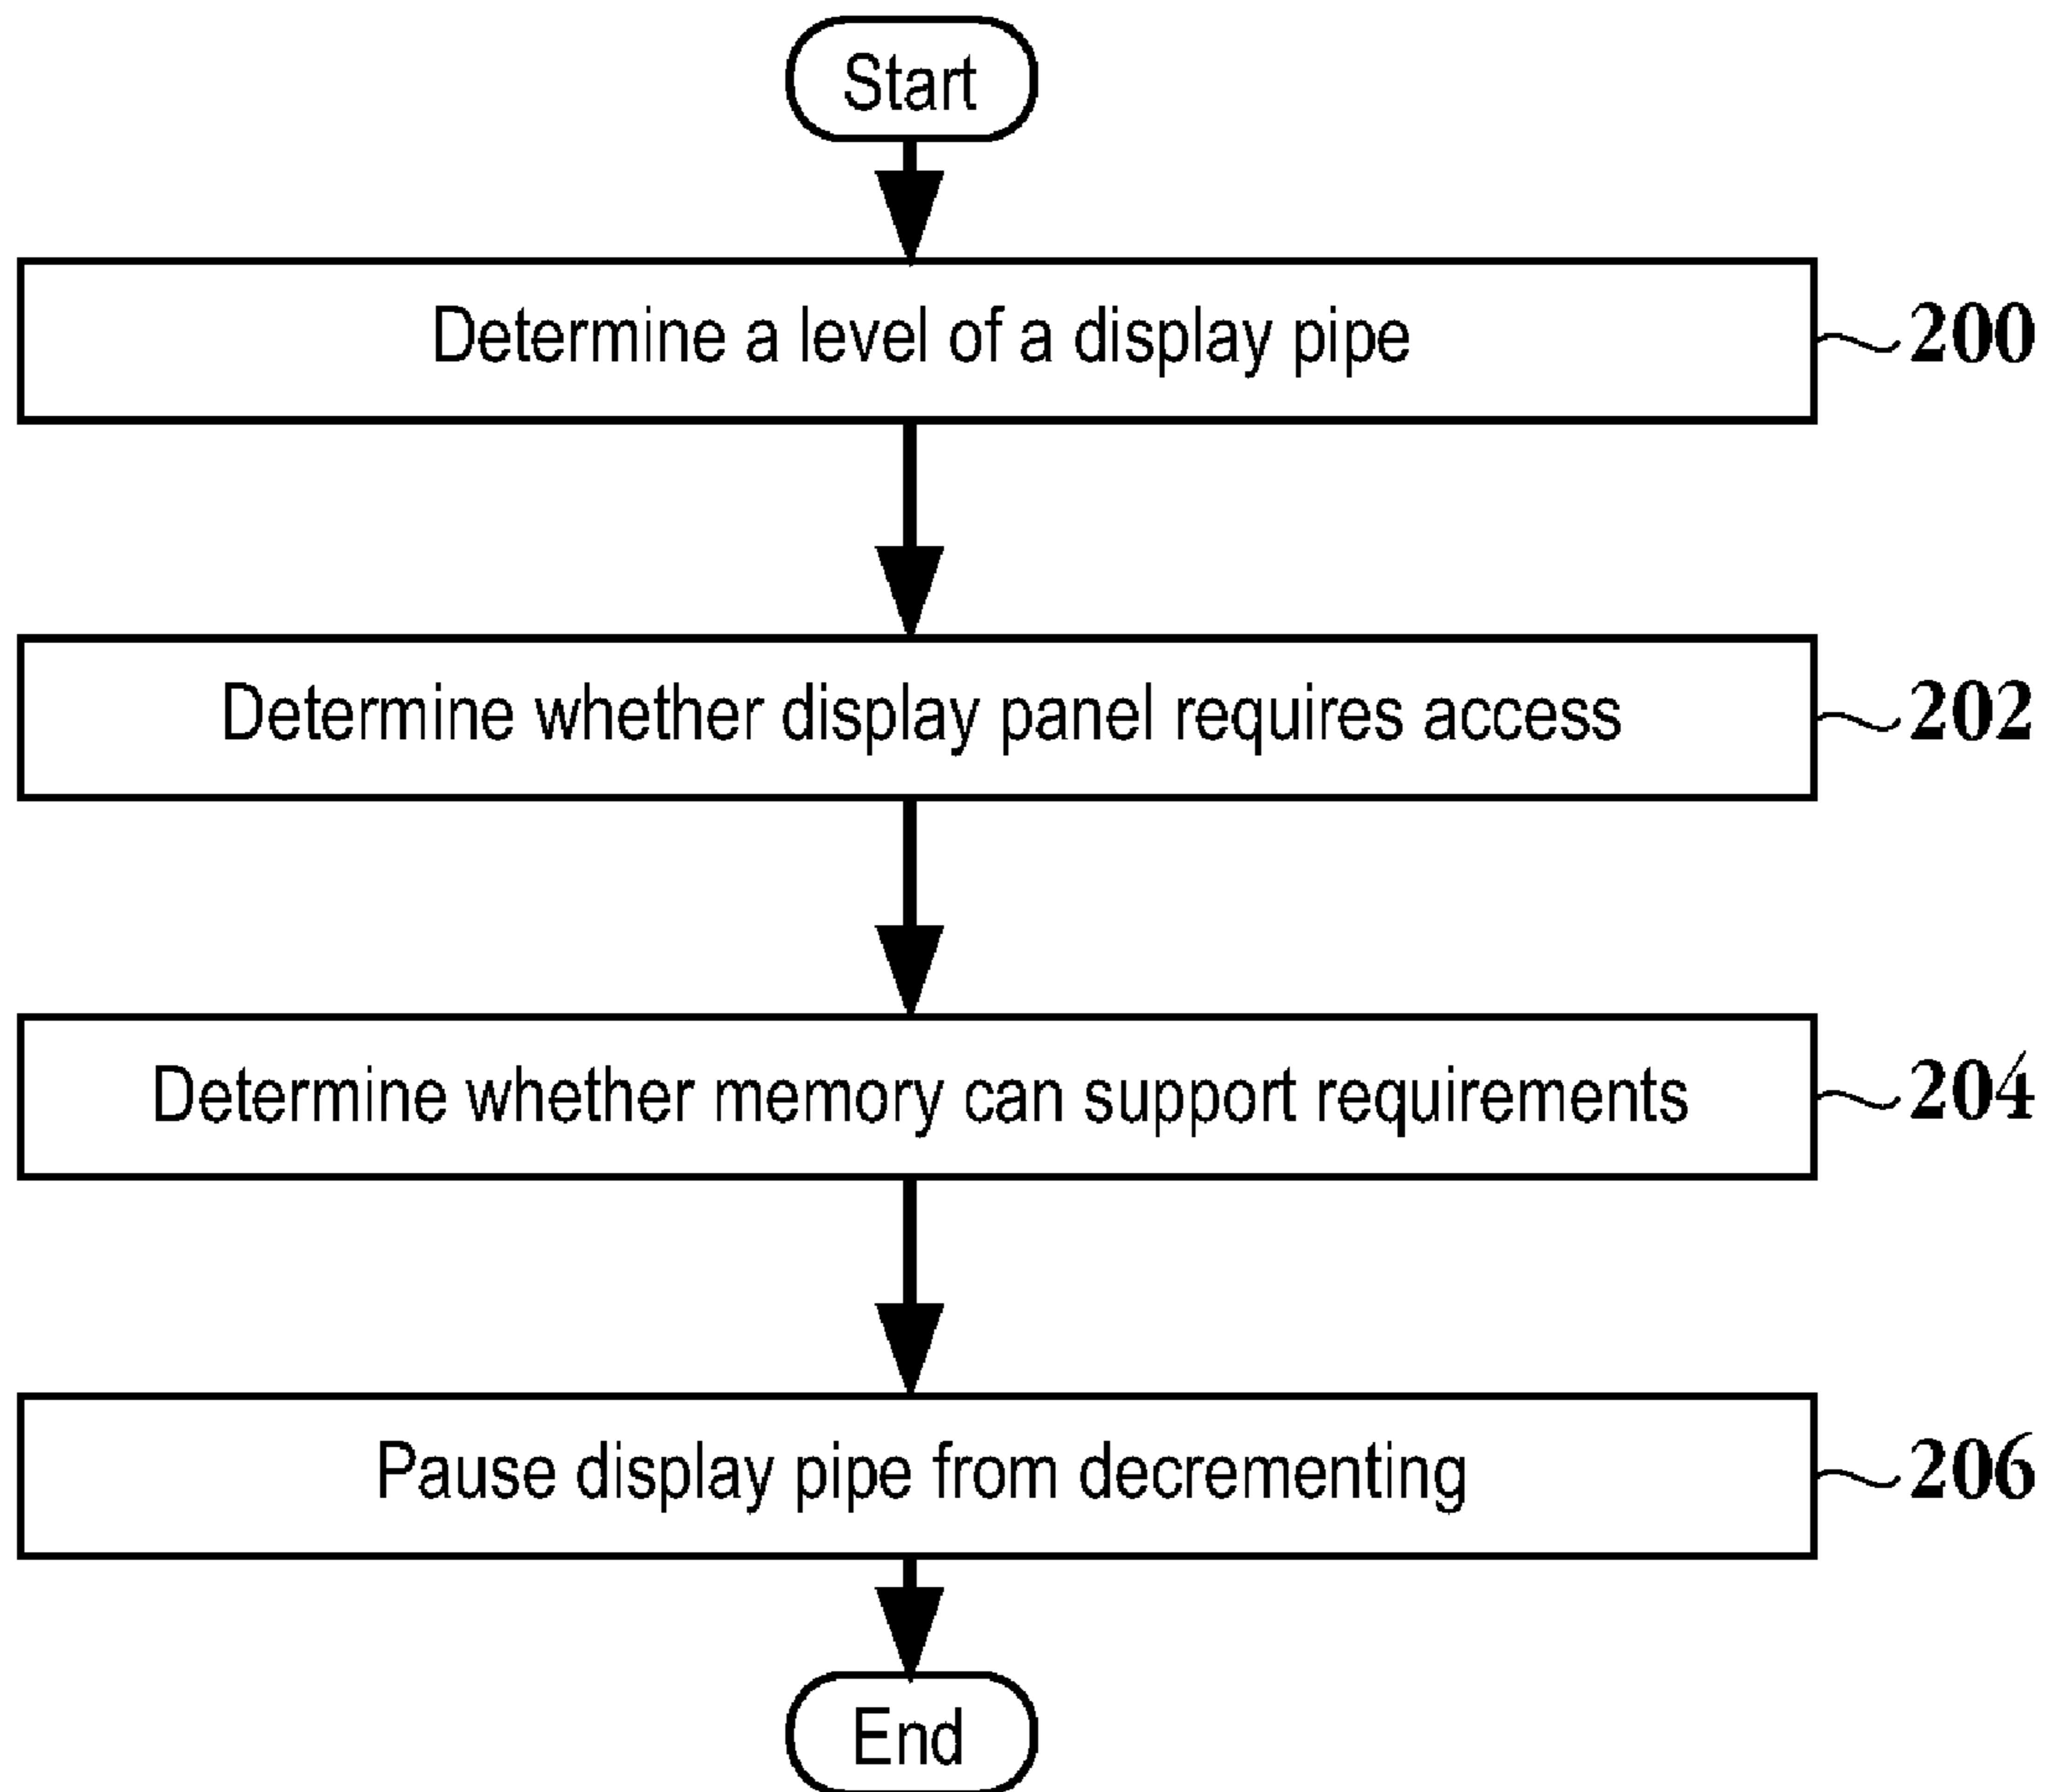 Start
Determine a level of a display pipe
200
Determine whether display panel requires access
202
Determine whether memory can support requirements
204
Pause display pipe from decrementing
206
End